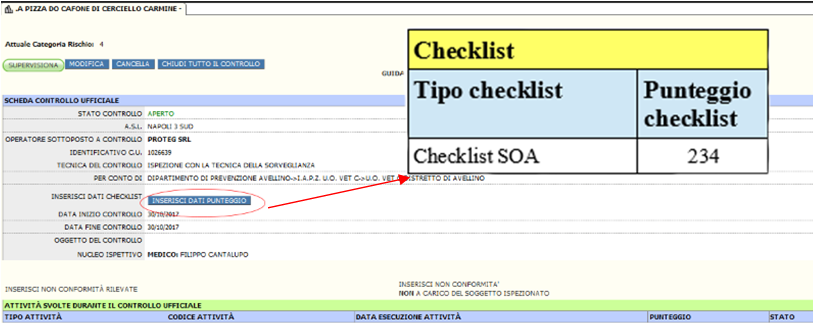 .A PIZZA DO CAFONE DI CERCIELLO CARMINE -
Attuale Categoria Rischio: 4
SUPERVISIONA MODIFICA CANCELLA CHIUDI TUTTO IL CONTROLLO
GUIDA
Checklist
Tipo checklist Punteggio checklist
Checklist SOA 234
SCHEDA CONTROLLO UFFICIALE
STATO CONTROLLO APERTO
A.S.L. NAPOLI 3 SUD
OPERATORE SOTTOPOSTO A CONTROLLO PROTEG SRL
IDENTIFICATIVO C.U. 1026639
TECNICA DEL CONTROLLO ISPEZIONE CON LA TECNICA DELLA SORVEGLIANZA
PER CONTO DI DIPARTIMENTO DI PREVENZIONE AVELLINO->I.A.P.Z. U.O. VET C->U.O. VET DISTRETTO DI AVELLINO
INSERISCI DATI CHECKLIST INSERISCI DATI PUNTEGGIO
DATA INIZIO CONTROLLO 30/10/2017
DATA FINE CONTROLLO 30/10/2017
OGGETTO DEL CONTROLLO
NUCLEO ISPETTIVO MEDICO: FILIPPO CANTALUPO
INSERISCI NON CONFORMITÀ RILEVATE
INSERISCI NON CONFORMITA'
NON A CARICO DEL SOGGETTO ISPEZIONATO
ATTIVITÀ SVOLTE DURANTE IL CONTROLLO UFFICIALE
TIPO ATTIVITÀ CODICE ATTIVITÀ DATA ESECUZIONE ATTIVITÀ PUNTEGGIO STATO